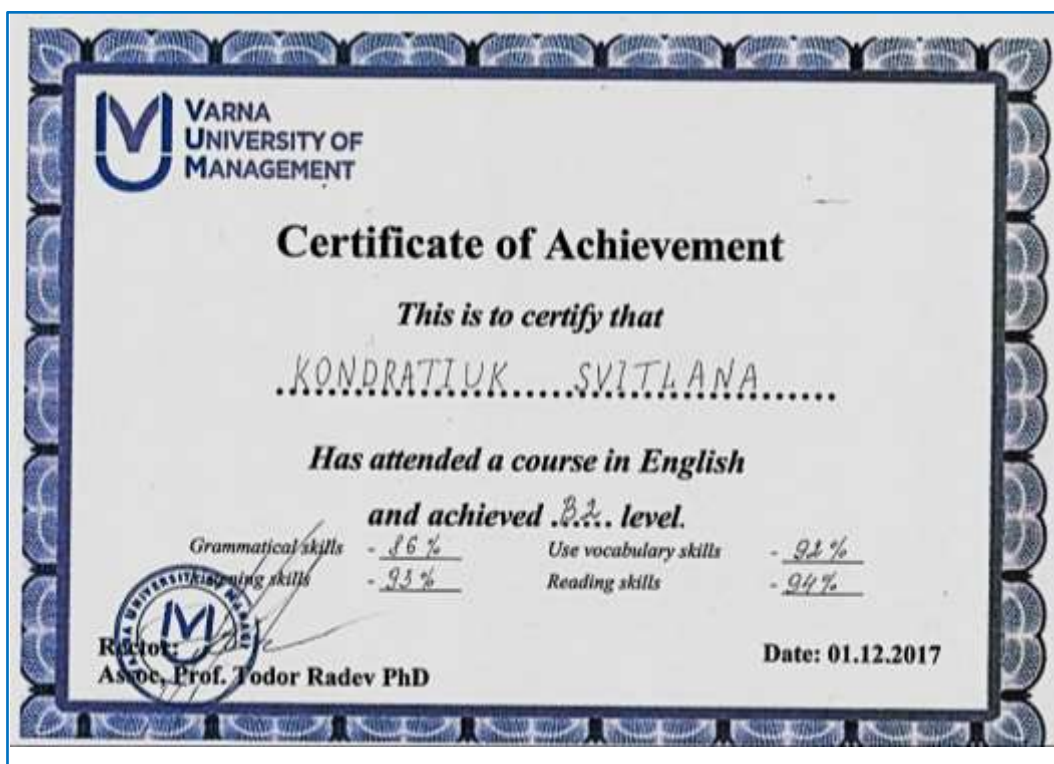 VARNA
UNIVERSITY OF
MANAGEMENT
Certificate of Achievement
This is to certify that
KONDRATIUK SVITLANA
Has attended a course in English
and achieved .B2.... level.
Grammatical skills - 86 % Use vocabulary skills - 92 %
skills - 93 % Reading skills - 94 %
Rector:
Assoc. Prof. Todor Radev PhD
Date: 01.12.2017